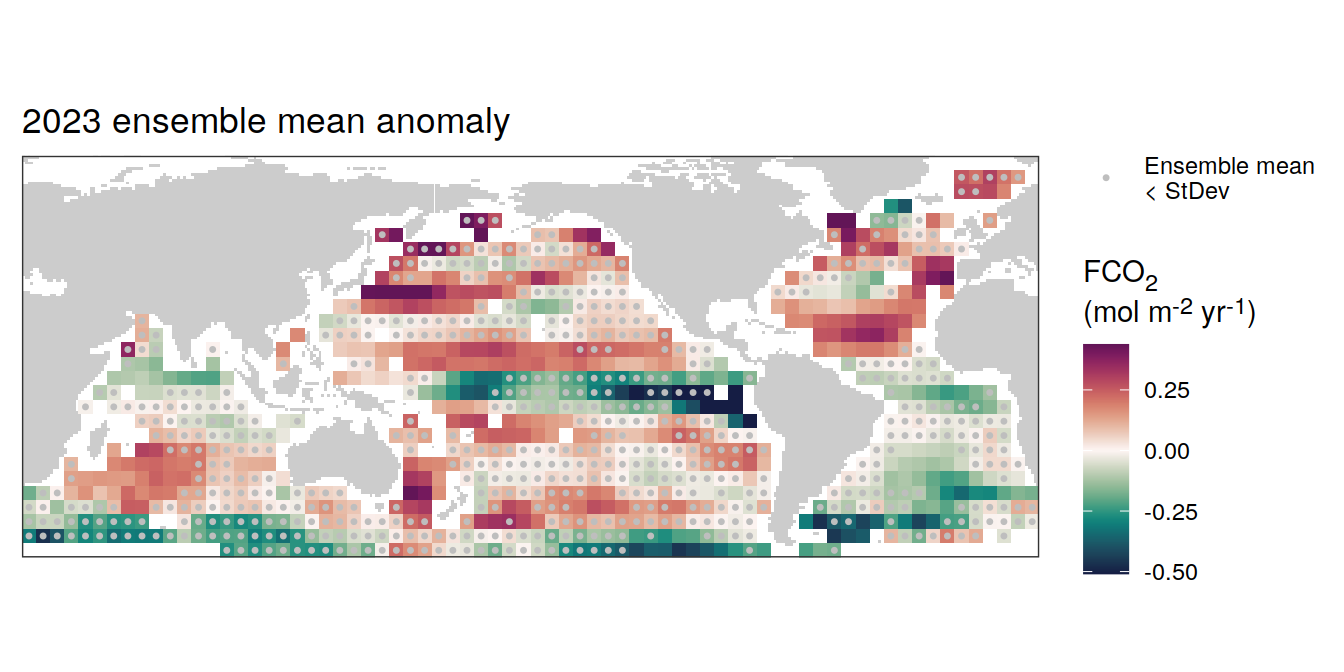 2023 ensemble mean anomaly
Ensemble mean
< StDev
FCO₂
(mol m⁻² yr⁻¹)
0.25
0.00
-0.25
-0.50